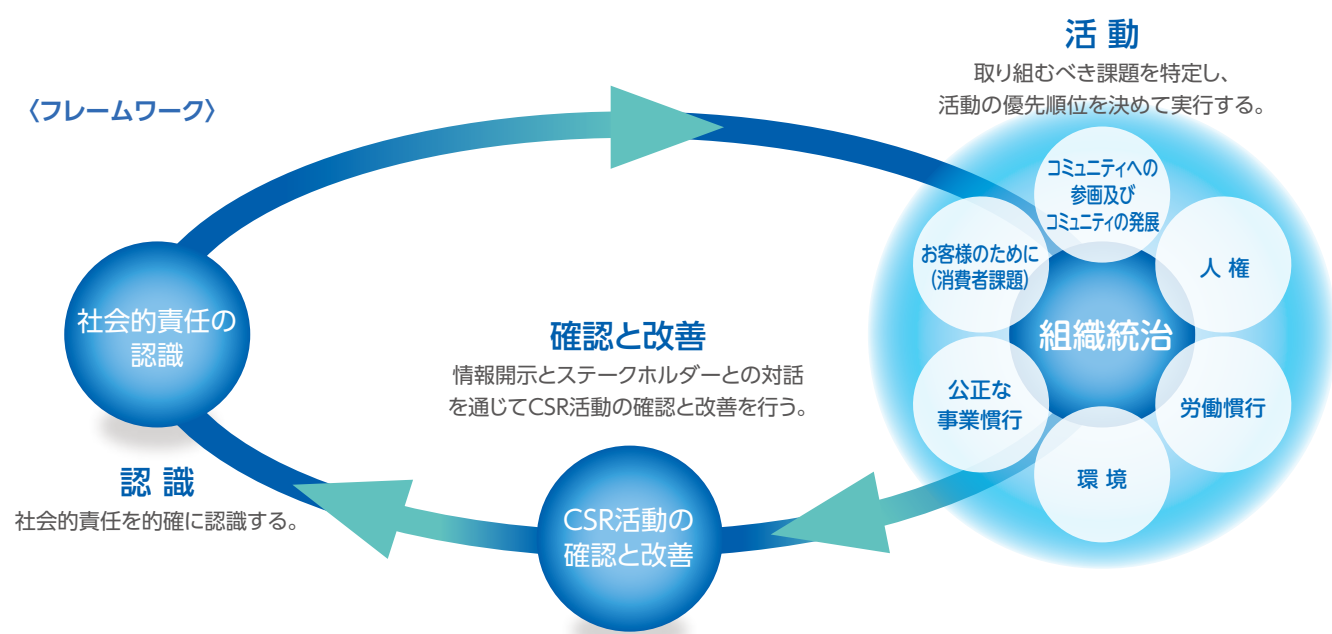 〈フレームワーク〉
活 動
取り組むべき課題を特定し、
活動の優先順位を決めて実行する。
コミュニティへの
参画及び
コミュニティの発展
お客様のために
(消費者課題)
人 権
組織統治
公正な
事業慣行
労働慣行
環 境
社会的責任の
認識
認 識
社会的責任を的確に認識する。
確認と改善
情報開示とステークホルダーとの対話
を通じてCSR活動の確認と改善を行う。
CSR活動の
確認と改善